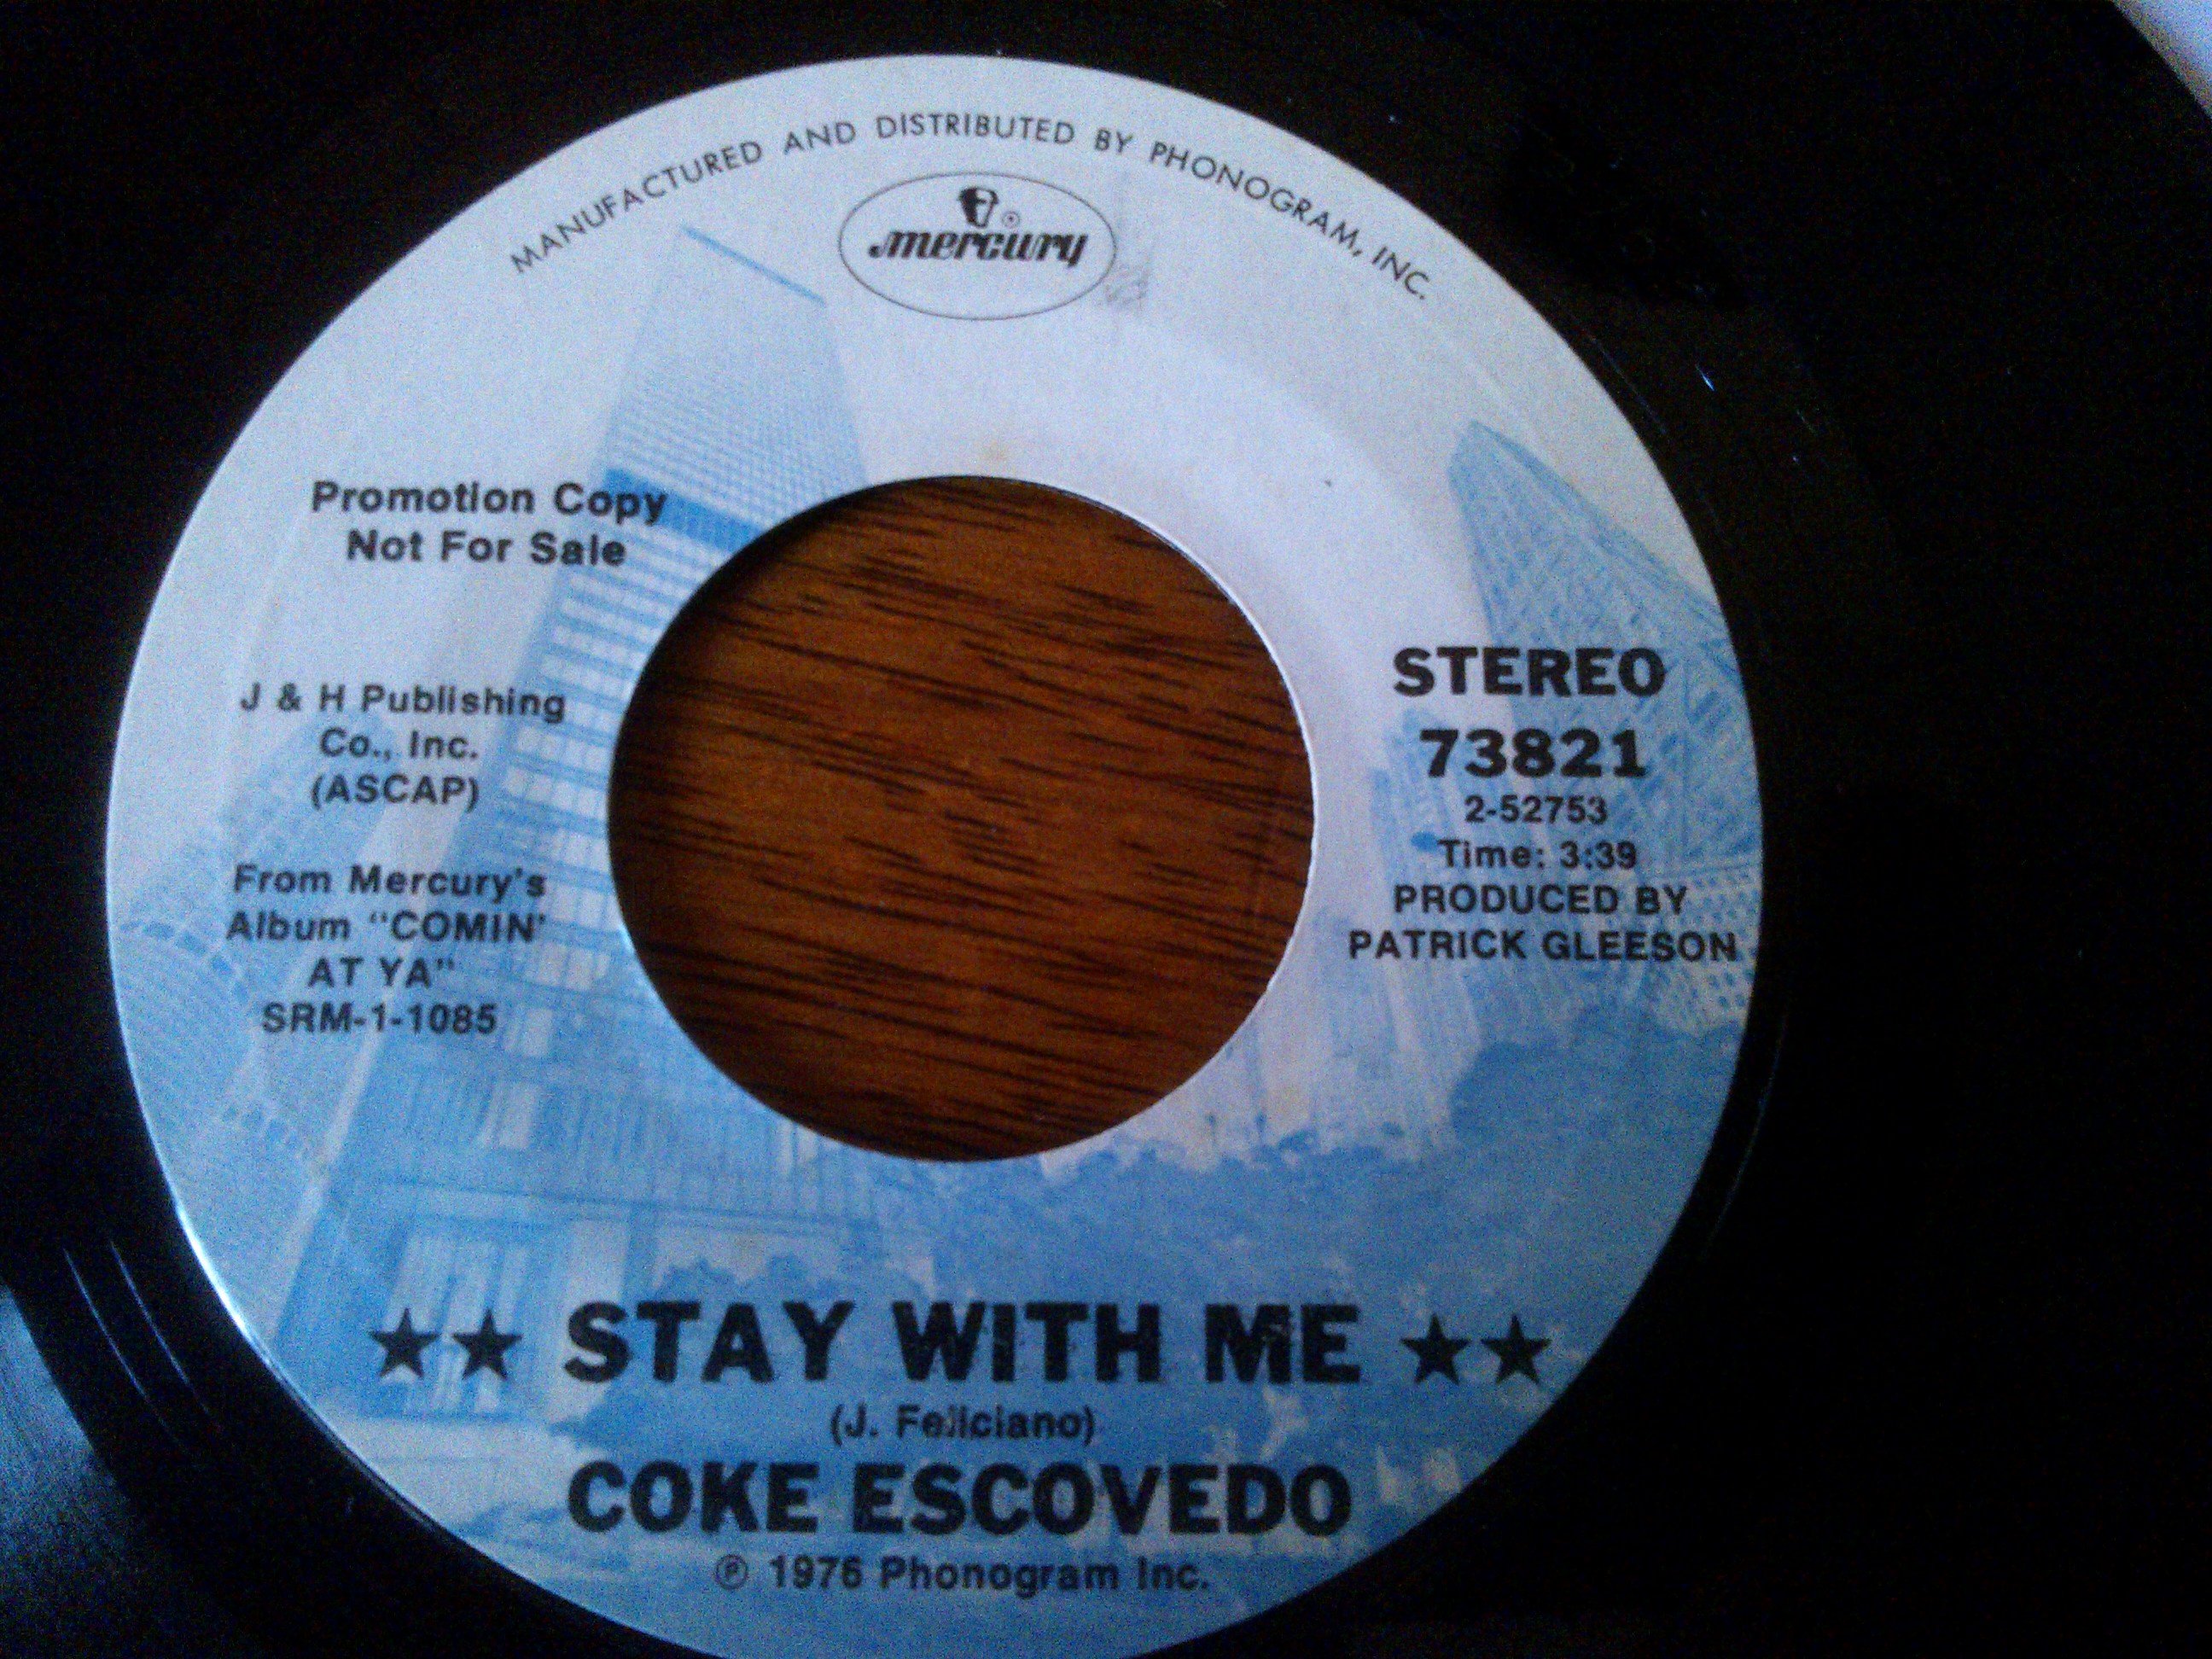 MANUFACTURED AND DISTRIBUTED BY PHONOGRAM, INC.
mercury ®
Promotion Copy
Not For Sale
J & H Publishing
Co., Inc.
(ASCAP)
From Mercury's
Album "COMIN'
AT YA"
SRM-1-1085
STEREO
73821
2-52753
Time: 3:39
PRODUCED BY
PATRICK GLEESON
★★ STAY WITH ME ★★
(J. Feliciano)
COKE ESCOVEDO
℗ 1976 Phonogram Inc.